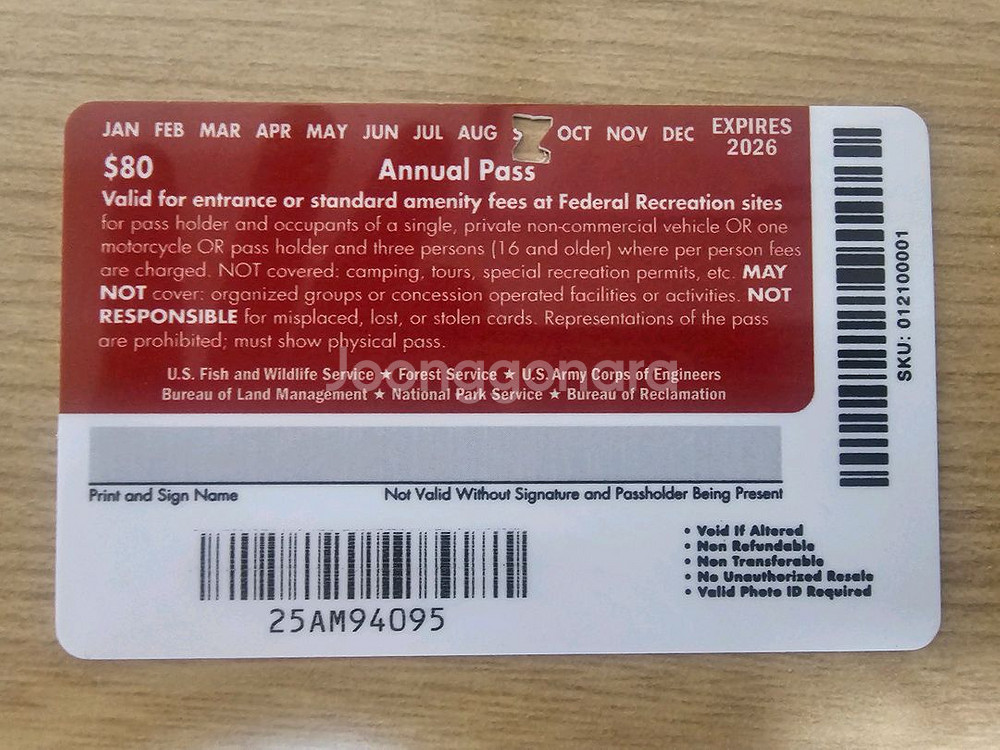 JAN FEB MAR APR MAY JUN JUL AUG OCT NOV DEC
EXPIRES
2026
$80
Annual Pass
Valid for entrance or standard amenity fees at Federal Recreation sites
for pass holder and occupants of a single, private non-commercial vehicle OR one
motorcycle OR pass holder and three persons (16 and older) where per person fees
are charged. NOT covered: camping, tours, special recreation permits, etc. MAY
NOT cover: organized groups or concession operated facilities or activities. NOT
RESPONSIBLE for misplaced, lost, or stolen cards. Representations of the pass
are prohibited; must show physical pass.
Joonggonara
U.S. Fish and Wildlife Service ★ Forest Service ★ U.S. Army Corps of Engineers
Bureau of Land Management ★ National Park Service ★ Bureau of Reclamation
SKU: 012100001
Print and Sign Name
Not Valid Without Signature and Passholder Being Present
25AM94095
• Void If Altered
• Non Refundable
• Non Transferable
• No Unauthorized Resale
• Valid Photo ID Required